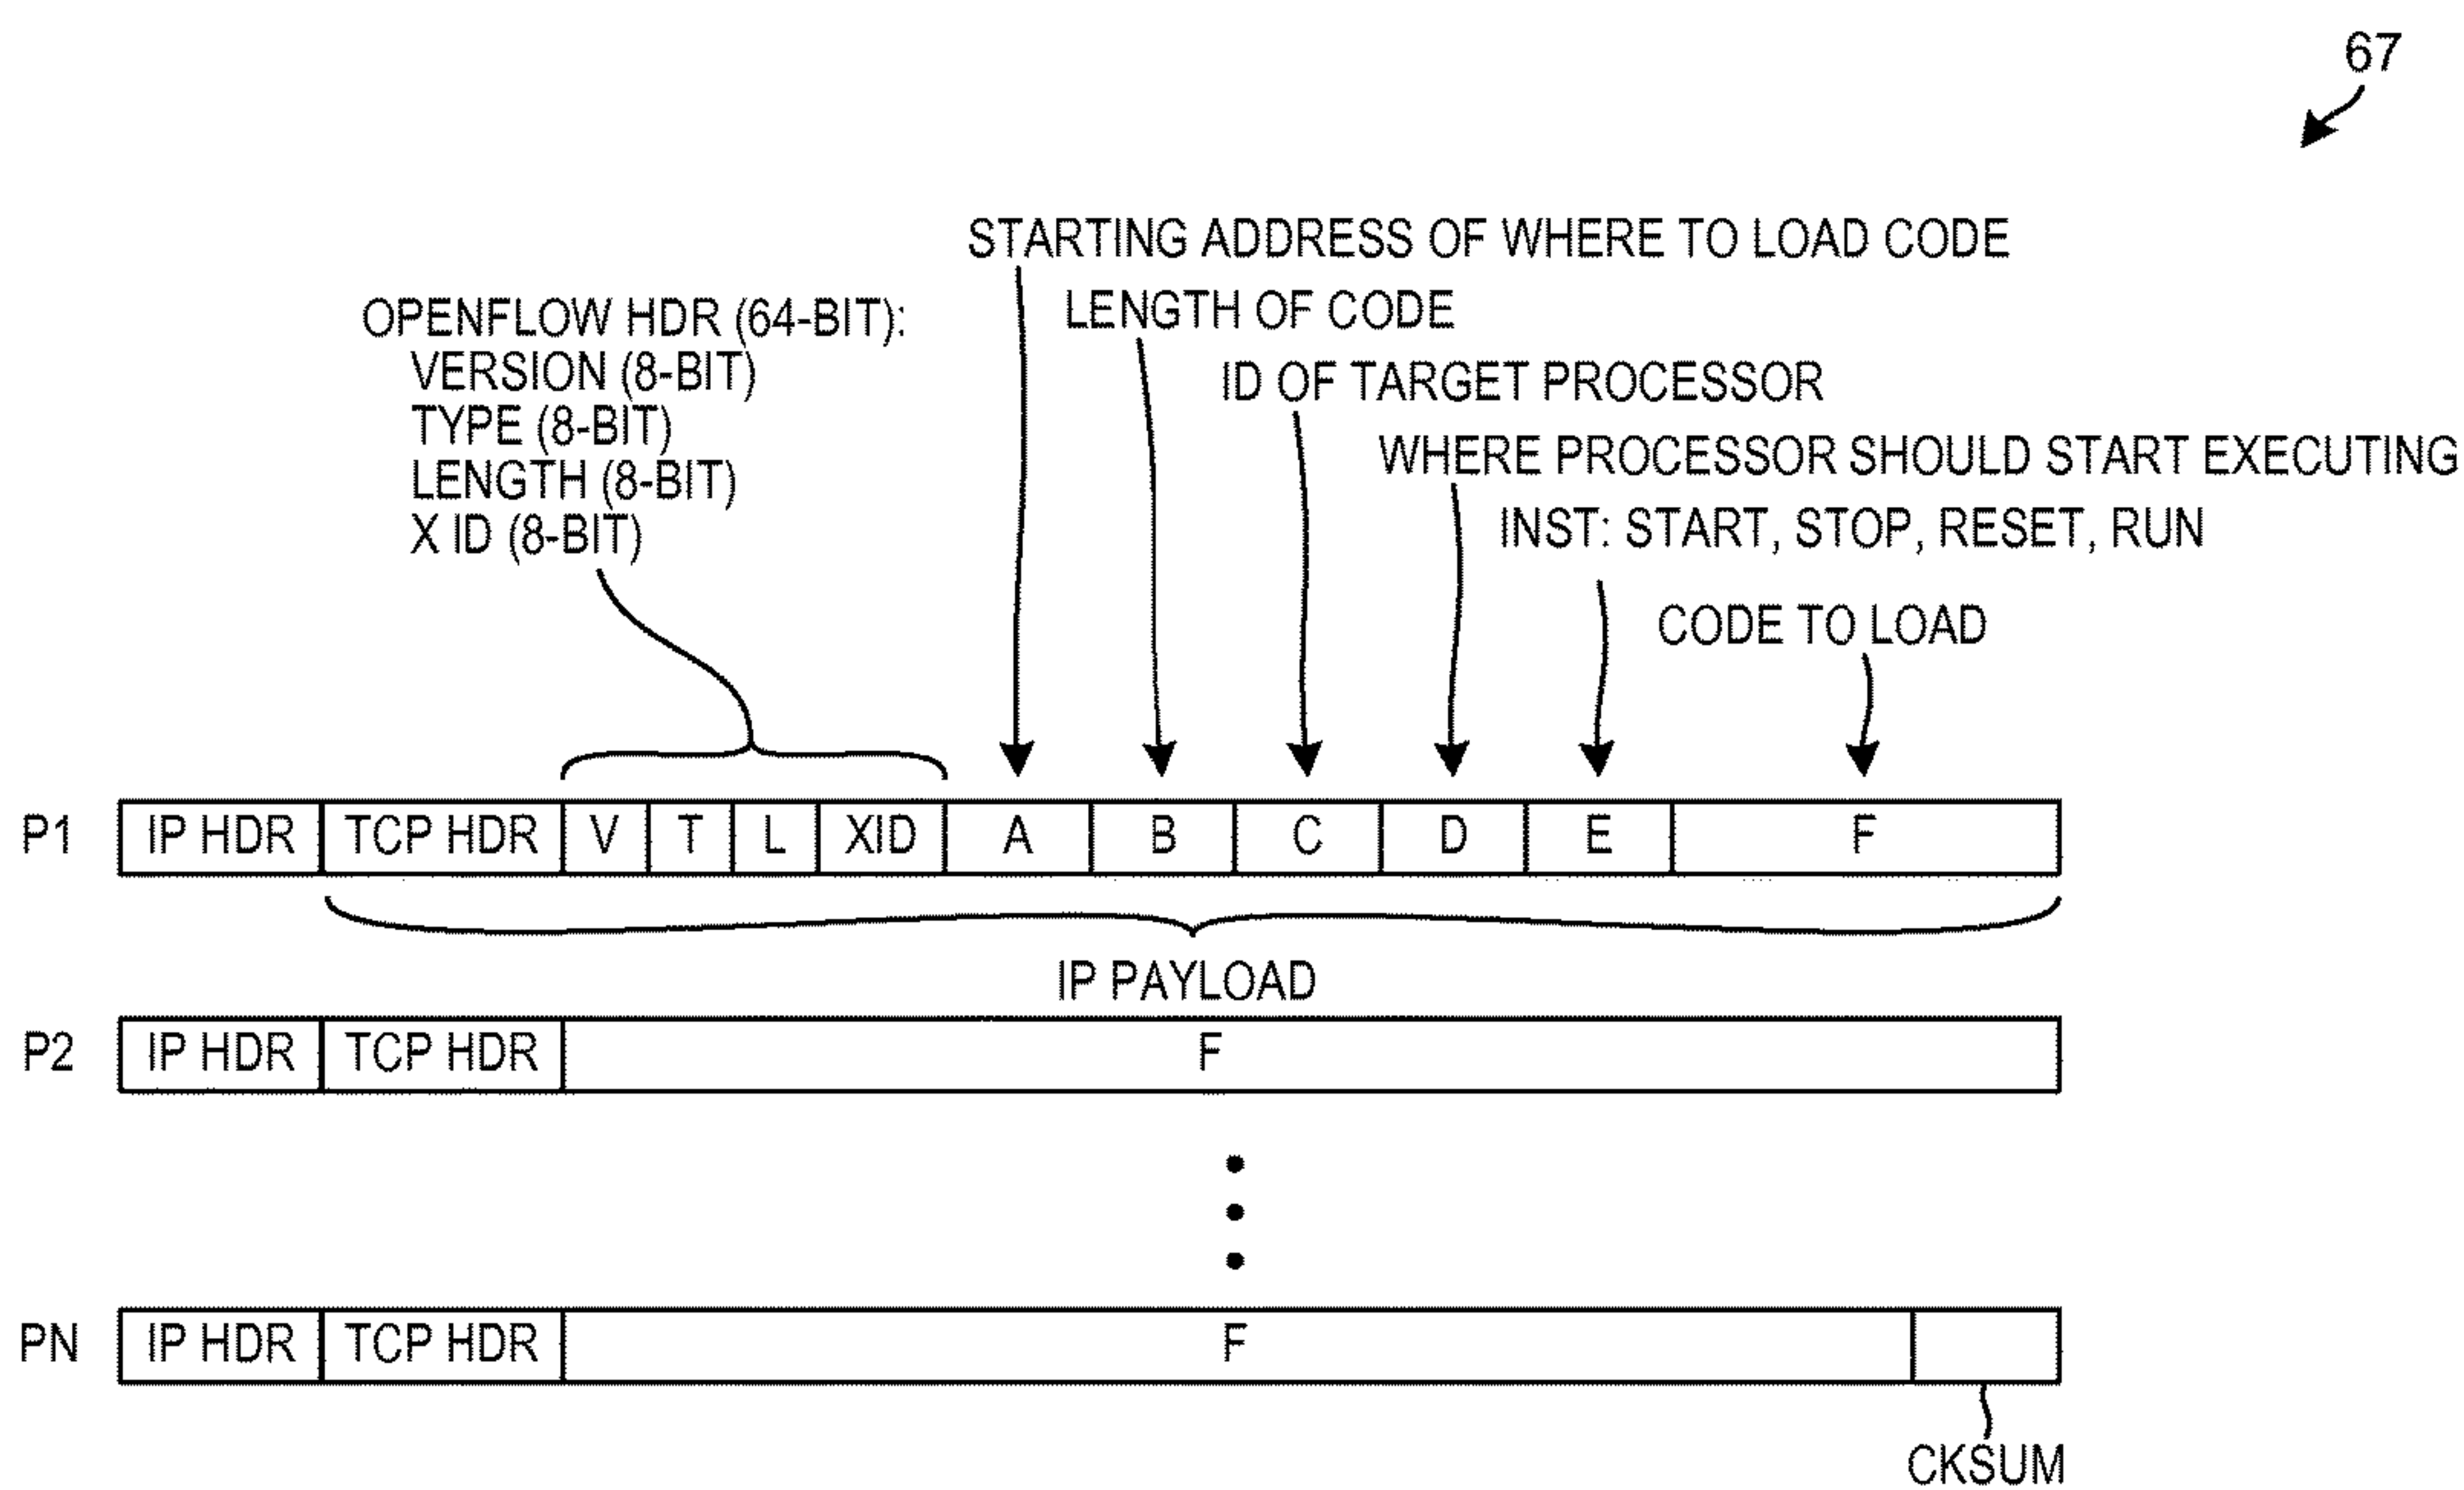 67
STARTING ADDRESS OF WHERE TO LOAD CODE
OPENFLOW HDR (64-BIT):
VERSION (8-BIT)
TYPE (8-BIT)
LENGTH (8-BIT)
X ID (8-BIT)
LENGTH OF CODE
ID OF TARGET PROCESSOR
WHERE PROCESSOR SHOULD START EXECUTING
INST: START, STOP, RESET, RUN
CODE TO LOAD
P1 IP HDR TCP HDR V T L XID A B C D E F
IP PAYLOAD
P2 IP HDR TCP HDR F
PN IP HDR TCP HDR F
CKSUM